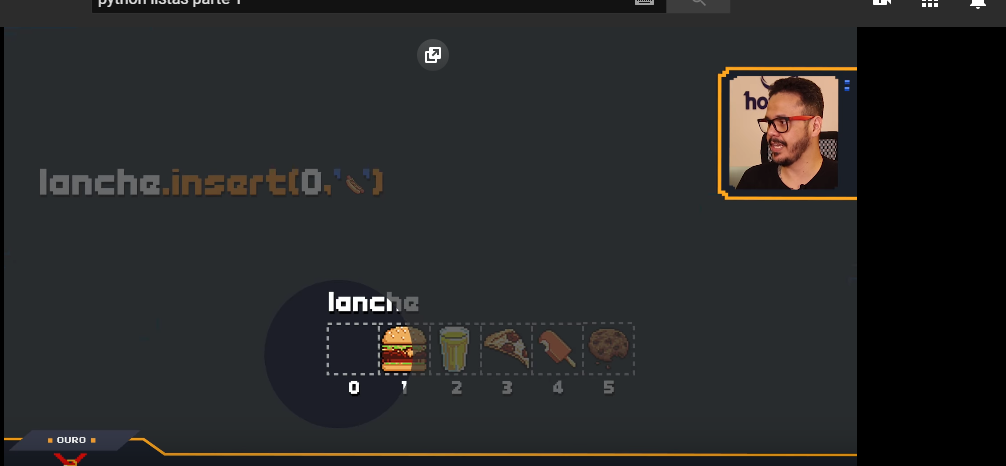 python listas parte 1
ho
lanche.insert(0,'🌭')
lanche
0 1 2 3 4 5
OURO